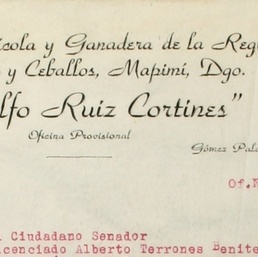 ícola y Ganadera de la Reg
y Ceballos, Mapimí, Dgo.
lfo Ruiz Cortines"
Oficina Provisional
Gómez Pala
Of.N
Ciudadano Senador
icenciado Alberto Terrones Benite